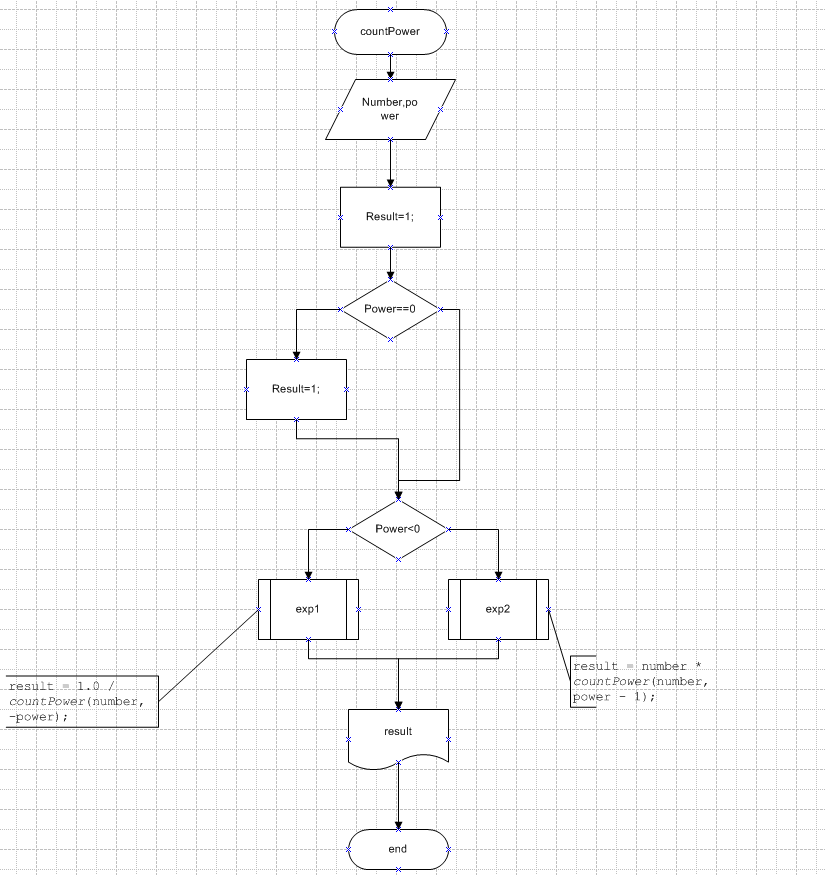 countPower
Number,po
wer
Result=1;
Power==0
Result=1;
Power<0
exp1
exp2
result = 1.0 /
countPower(number,
-power);
result = number *
countPower(number,
power - 1);
result
end